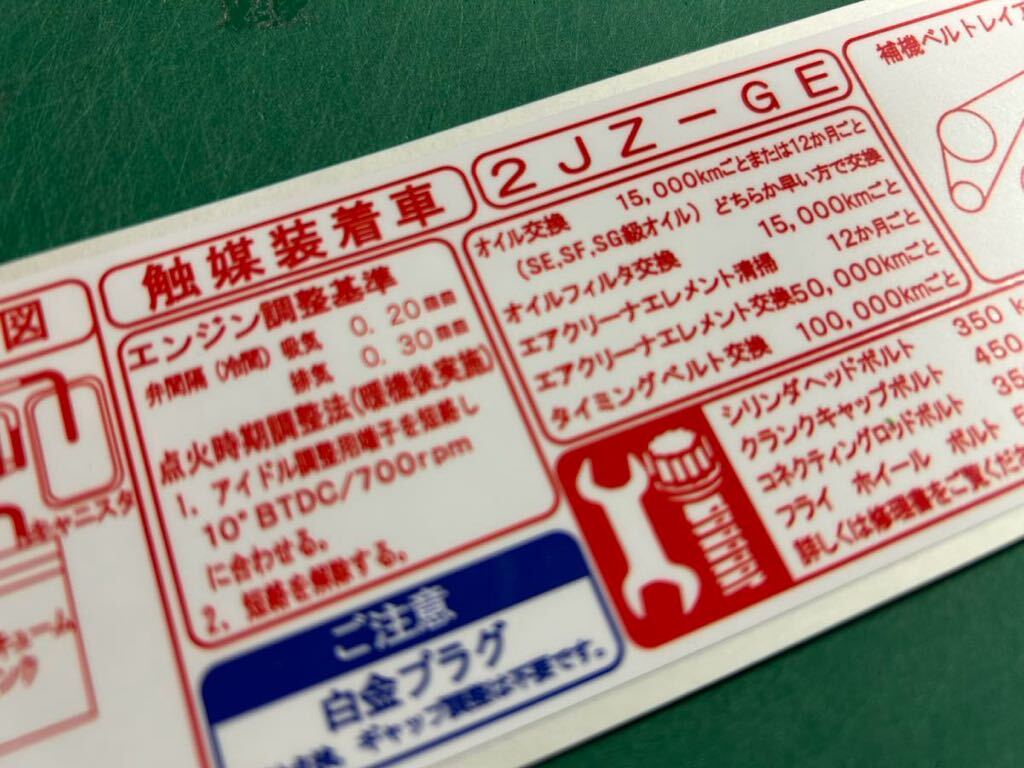 図
キャニスタ
触媒装着車
エンジン調整基準
弁間隔(冷間) 吸気 0.20mm
排気 0.30mm
点火時期調整法(暖機後実施)
1. アイドル調整用端子を短絡し
10°BTDC/700rpm
に合わせる。
2. 短絡を解除する。
ご注意
白金プラグ
ギャップ調整は不要です。
2JZ-GE
オイル交換 15,000kmごとまたは12か月ごと
(SE,SF,SG級オイル) どちらか早い方で交換
オイルフィルタ交換 15,000kmごと
エアクリーナエレメント清掃 12か月ごと
エアクリーナエレメント交換50,000kmごと
タイミングベルト交換 100,000kmごと
シリンダヘッドボルト 350 k
クランクキャップボルト 450
コネクティングロッドボルト 35
フライ ホイール ボルト 5
詳しくは修理書をご覧くださ
補機ベルトレイア